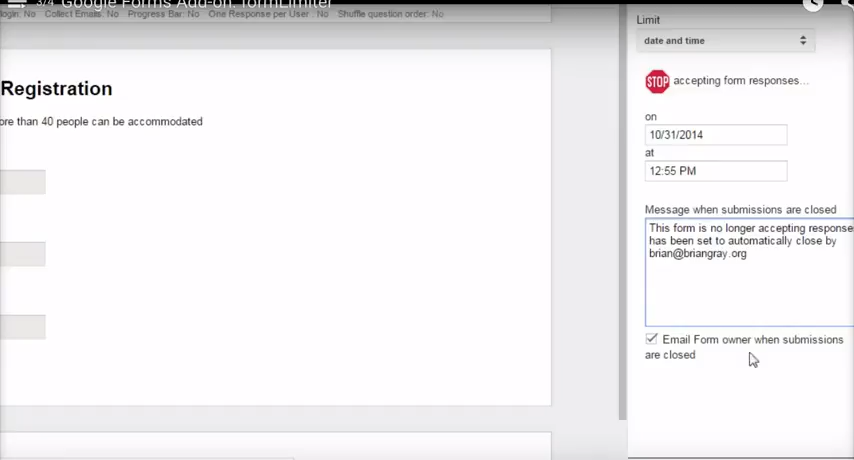 3/4 Google Forms Add-on: formLimiter
login: No Collect Emails: No Progress Bar: No One Response per User : No Shuffle question order: No
Registration
ore than 40 people can be accommodated
Limit
date and time
STOP accepting form responses...
on
10/31/2014
at
12:55 PM
Message when submissions are closed
This form is no longer accepting response
has been set to automatically close by
brian@briangray.org
Email Form owner when submissions
are closed